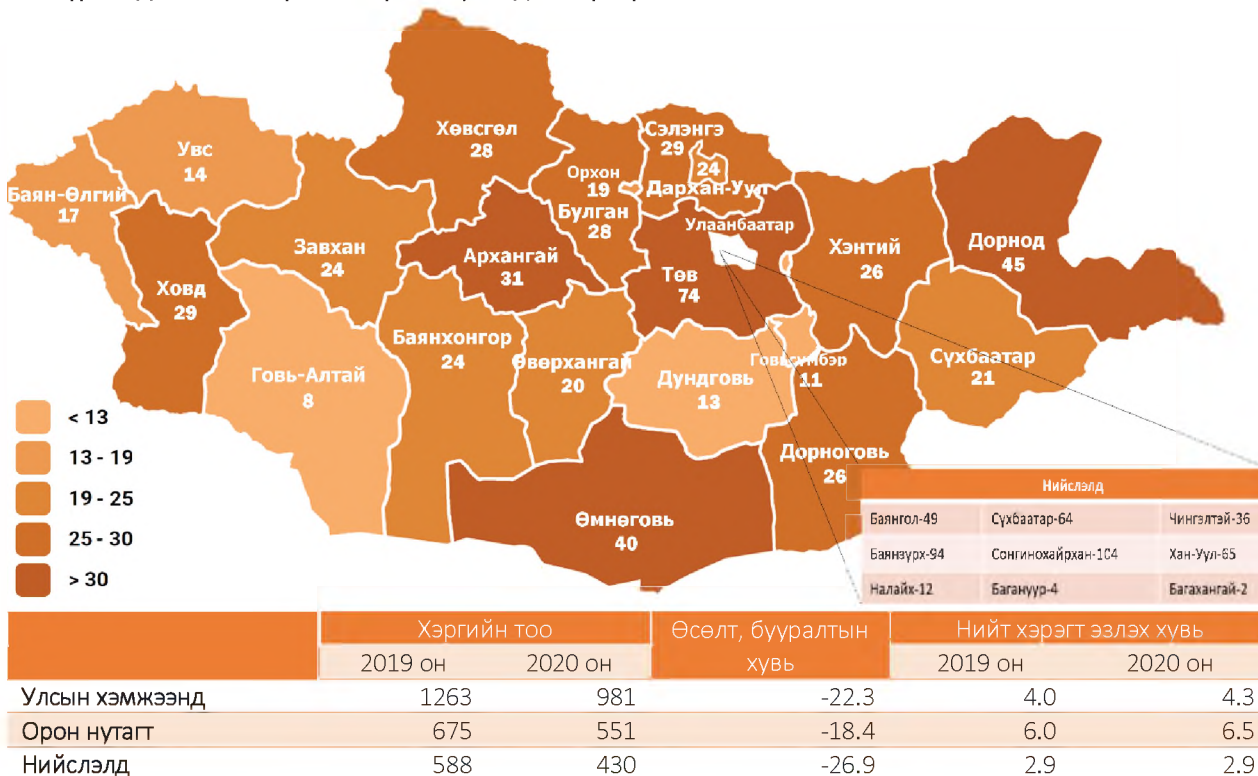 Хөвсгөл
28
Сэлэнгэ
29
Увс
14
Орхон
19
24
Дархан-Уул
Баян-Өлгий
17
Булган
28
Улаанбаатар
Завхан
24
Архангай
31
Хэнтий
26
Дорнод
45
Ховд
29
Төв
74
Баянхонгор
24
Өвөрхангай
20
Говьсүмбэр
11
Сүхбаатар
21
Говь-Алтай
8
Дундговь
13
Дорноговь
26
Өмнөговь
40
< 13
13 - 19
19 - 25
25 - 30
> 30
Нийслэлд
Баянгол-49 Сүхбаатар-64 Чингэлтэй-36
Баянзүрх-94 Сонгинохайрхан-104 Хан-Уул-65
Налайх-12 Багануур-4 Багахангай-2
Хэргийн тоо Өсөлт, бууралтын хувь Нийт хэрэгт эзлэх хувь
2019 он 2020 он 2019 он 2020 он
Улсын хэмжээнд 1263 981 -22.3 4.0 4.3
Орон нутагт 675 551 -18.4 6.0 6.5
Нийслэлд 588 430 -26.9 2.9 2.9